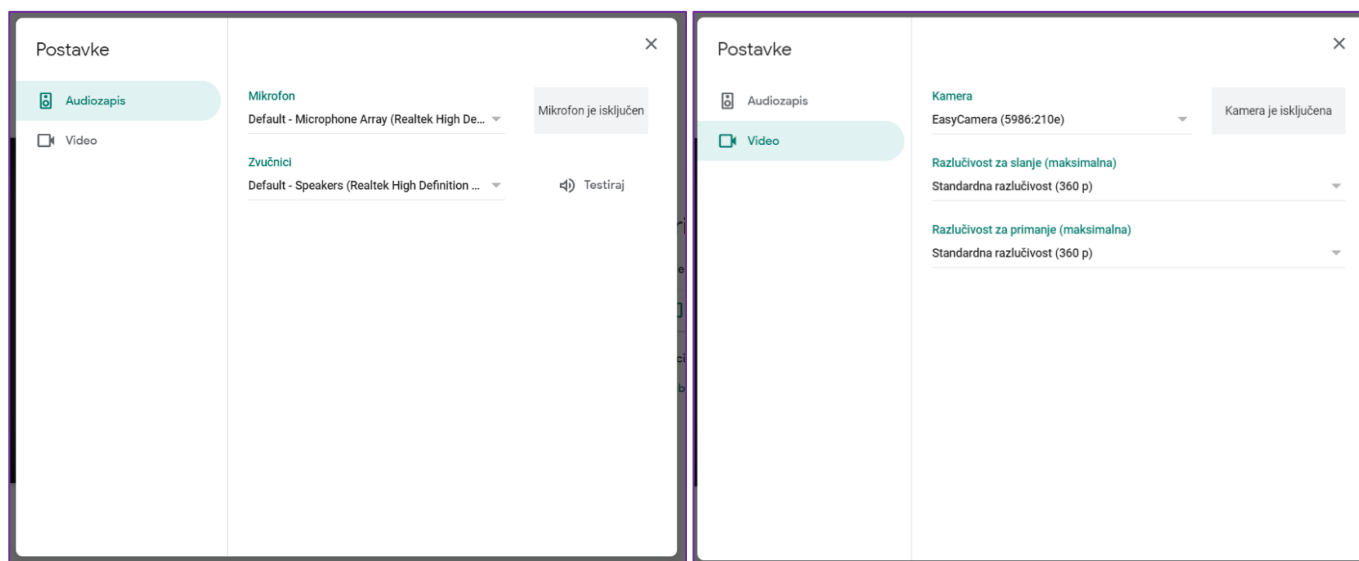 Postavke
Audiozapis
Video
Mikrofon
Default - Microphone Array (Realtek High De...
Mikrofon je isključen
Zvučnici
Default - Speakers (Realtek High Definition ...
Testiraj
Postavke
Audiozapis
Video
Kamera
EasyCamera (5986:210e)
Kamera je isključena
Razlučivost za slanje (maksimalna)
Standardna razlučivost (360 p)
Razlučivost za primanje (maksimalna)
Standardna razlučivost (360 p)